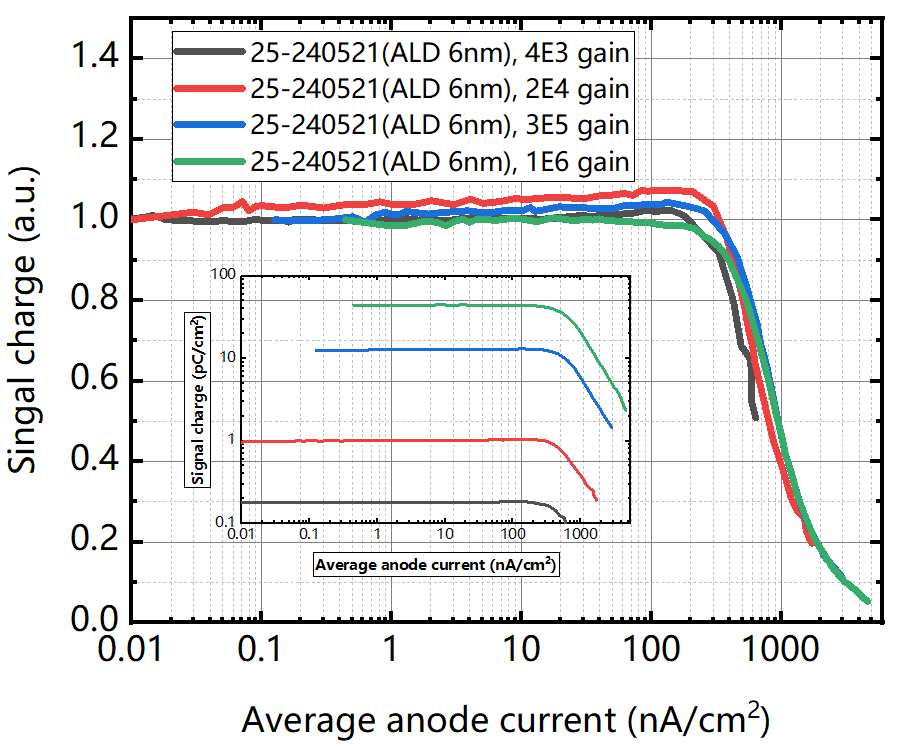 1.4
1.2
1.0
0.8
0.6
0.4
0.2
0.0
Singal charge (a.u.)
25-240521(ALD 6nm), 4E3 gain
25-240521(ALD 6nm), 2E4 gain
25-240521(ALD 6nm), 3E5 gain
25-240521(ALD 6nm), 1E6 gain
100
10
1
0.1
Signal charge (pC/cm²)
0.01 0.1 1 10 100 1000
Average anode current (nA/cm²)
0.01 0.1 1 10 100 1000
Average anode current (nA/cm²)